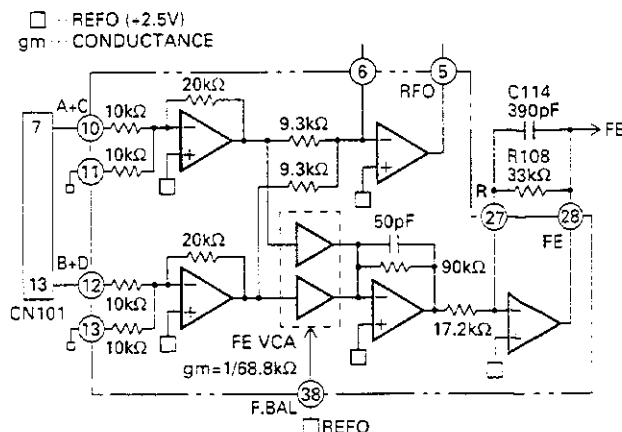 □ ··· REFO (+2.5V)
gm ··· CONDUCTANCE
6
5
A+C
20kΩ
RFO
C114
390pF
FE
7
10
10kΩ
9.3kΩ
10kΩ
9.3kΩ
R108
33kΩ
11
R
27
28
50pF
FE
B+D
20kΩ
13
12
10kΩ
90kΩ
CN101
13
10kΩ
FE VCA
17.2kΩ
gm=1/68.8kΩ
38
F.BAL
□REFO